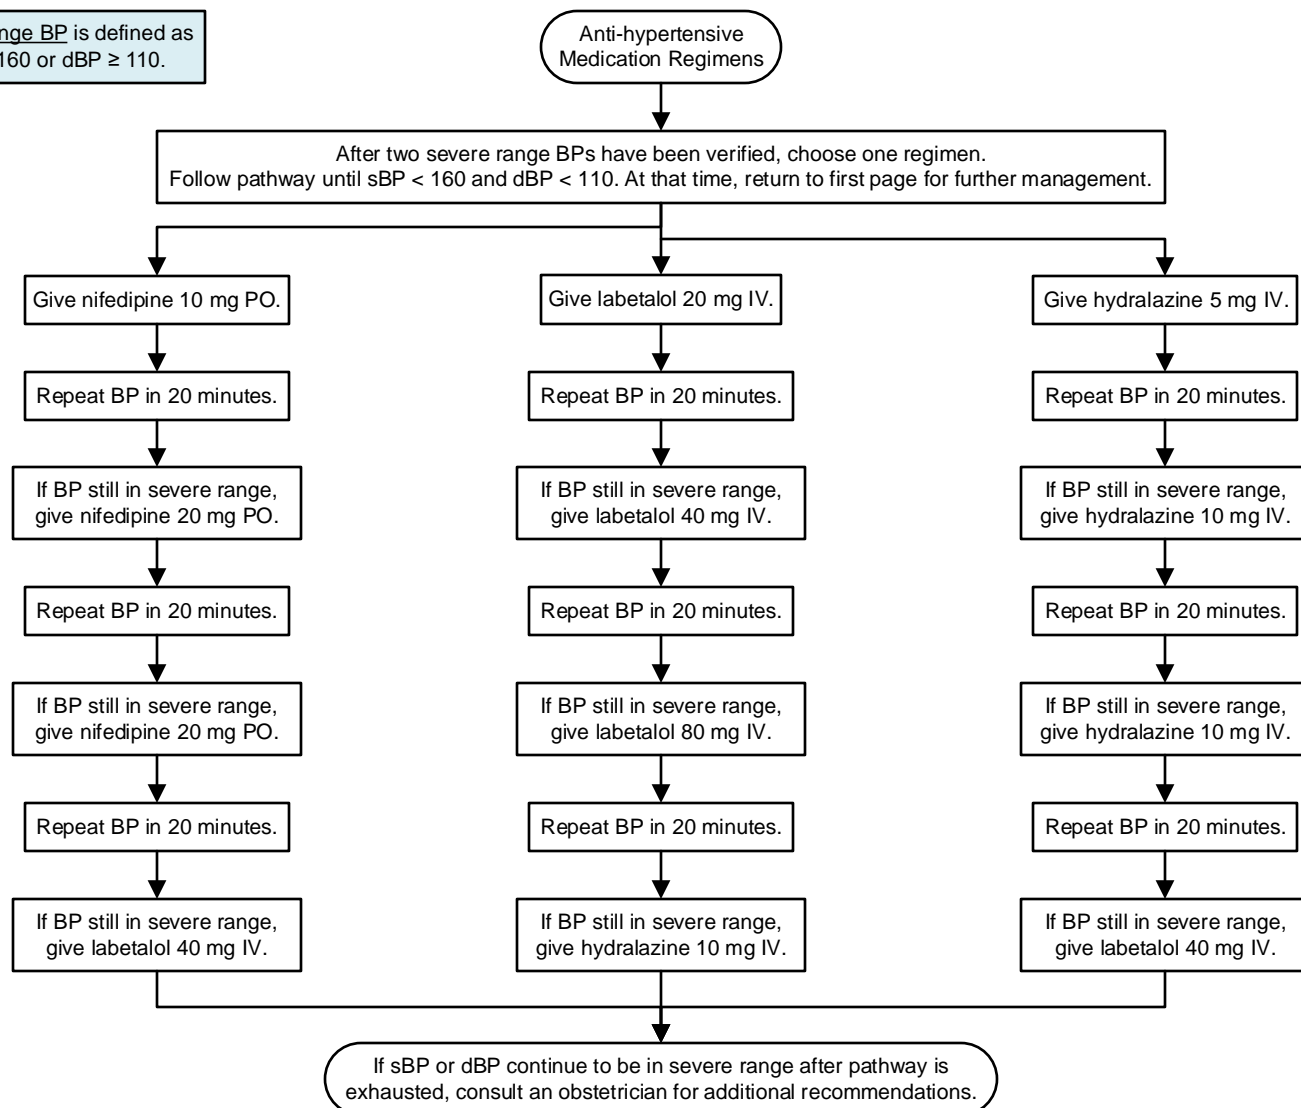 nge BP is defined as
160 or dBP ≥ 110.
Anti-hypertensive
Medication Regimens
After two severe range BPs have been verified, choose one regimen.
Follow pathway until sBP < 160 and dBP < 110. At that time, return to first page for further management.
Give nifedipine 10 mg PO.
Give labetalol 20 mg IV.
Give hydralazine 5 mg IV.
Repeat BP in 20 minutes.
Repeat BP in 20 minutes.
Repeat BP in 20 minutes.
If BP still in severe range,
give nifedipine 20 mg PO.
If BP still in severe range,
give labetalol 40 mg IV.
If BP still in severe range,
give hydralazine 10 mg IV.
Repeat BP in 20 minutes.
Repeat BP in 20 minutes.
Repeat BP in 20 minutes.
If BP still in severe range,
give nifedipine 20 mg PO.
If BP still in severe range,
give labetalol 80 mg IV.
If BP still in severe range,
give hydralazine 10 mg IV.
Repeat BP in 20 minutes.
Repeat BP in 20 minutes.
Repeat BP in 20 minutes.
If BP still in severe range,
give labetalol 40 mg IV.
If BP still in severe range,
give hydralazine 10 mg IV.
If BP still in severe range,
give labetalol 40 mg IV.
If sBP or dBP continue to be in severe range after pathway is
exhausted, consult an obstetrician for additional recommendations.